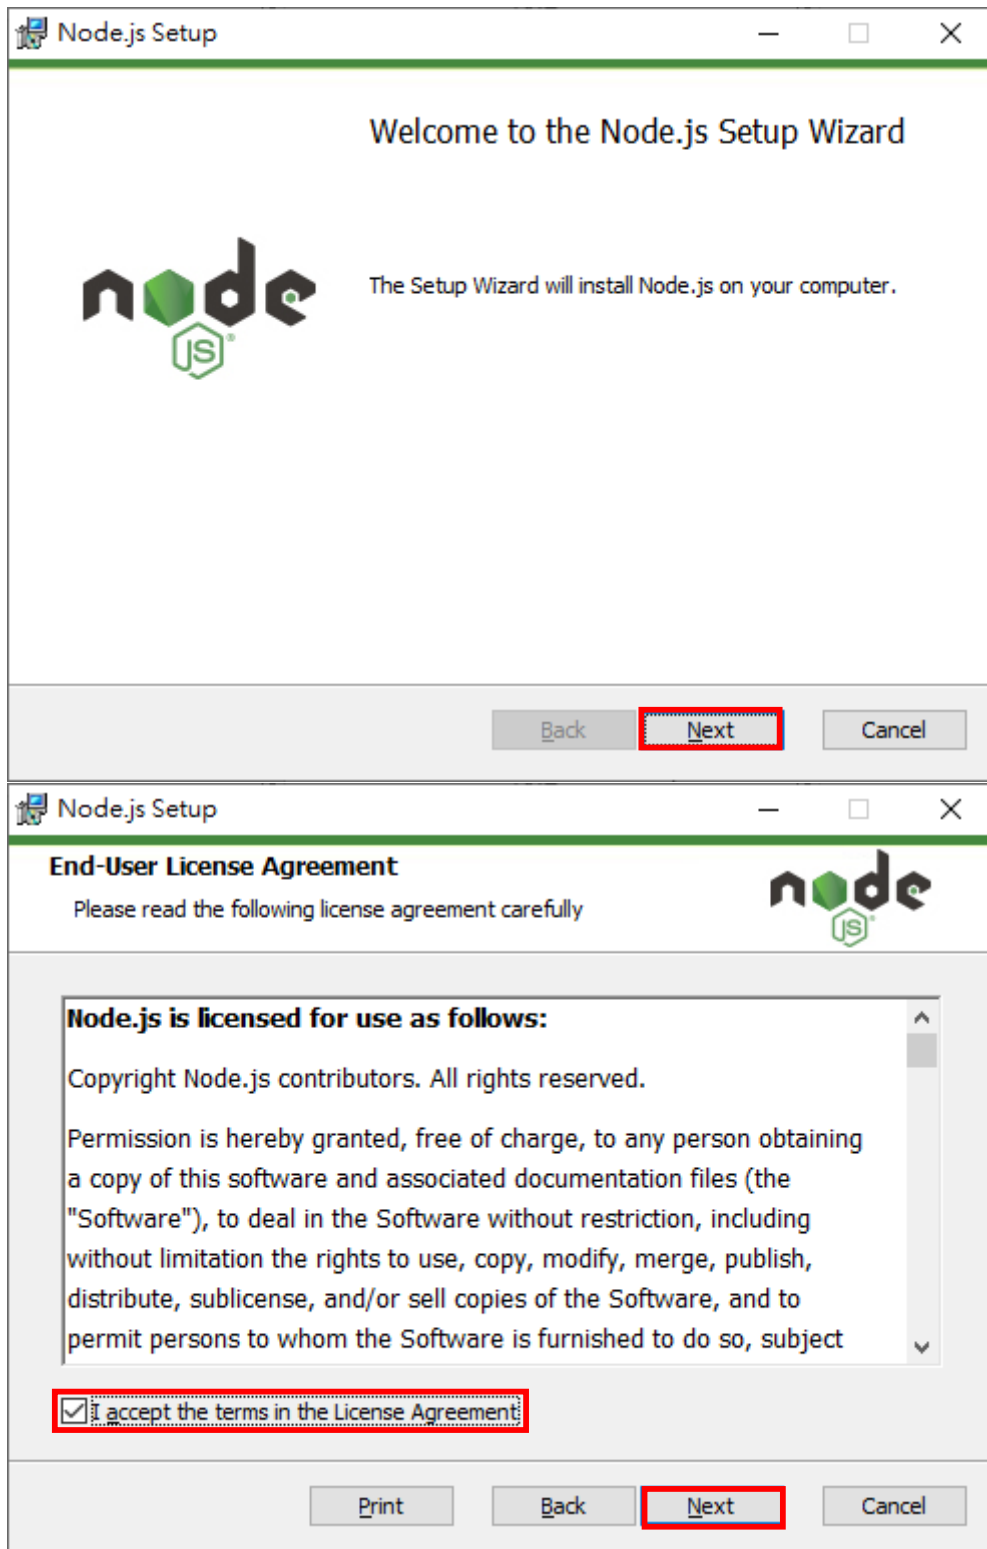 Node.js Setup
Welcome to the Node.js Setup Wizard
node
JS
The Setup Wizard will install Node.js on your computer.
Back
Next
Cancel
Node.js Setup
End-User License Agreement
Please read the following license agreement carefully
node
JS
Node.js is licensed for use as follows:
Copyright Node.js contributors. All rights reserved.
Permission is hereby granted, free of charge, to any person obtaining
a copy of this software and associated documentation files (the
"Software"), to deal in the Software without restriction, including
without limitation the rights to use, copy, modify, merge, publish,
distribute, sublicense, and/or sell copies of the Software, and to
permit persons to whom the Software is furnished to do so, subject
I accept the terms in the License Agreement
Print
Back
Next
Cancel